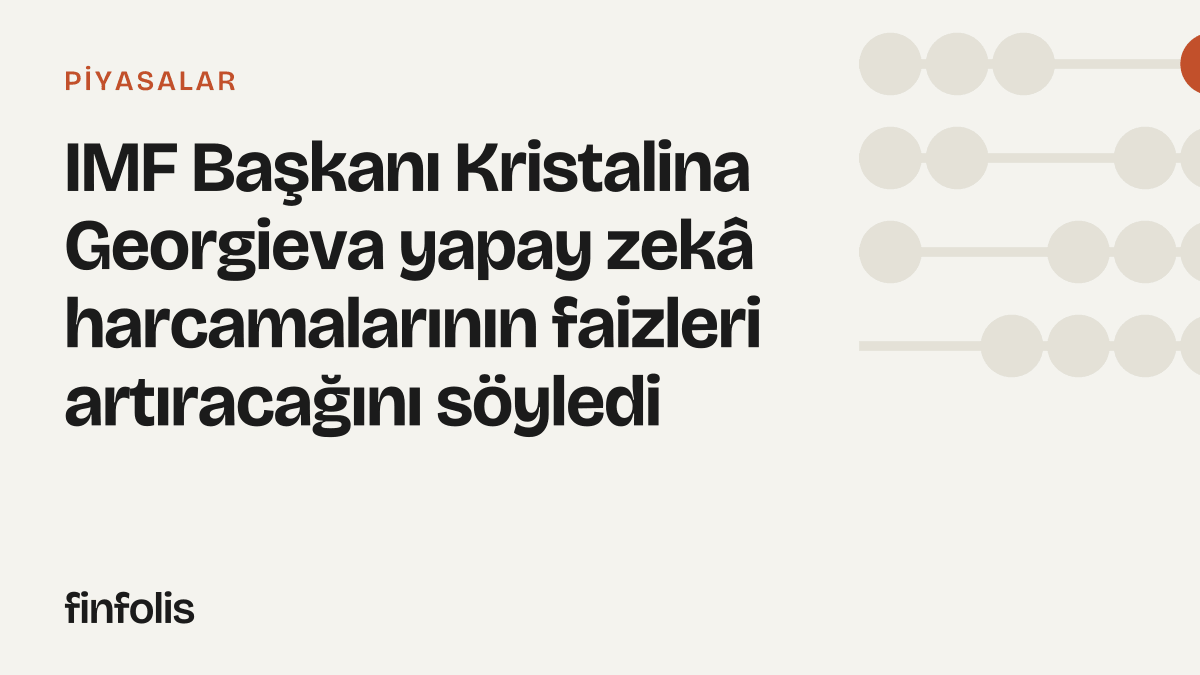 PİYASALAR
IMF Başkanı Kristalina
Georgieva yapay zekâ
harcamalarının faizleri
artıracağını söyledi
finfolis